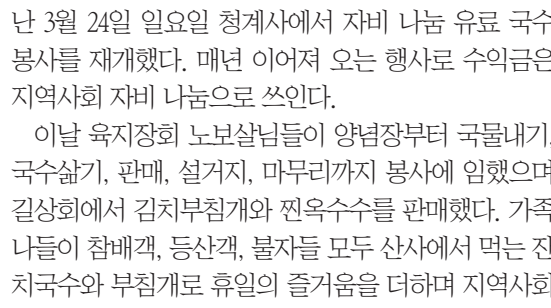 난 3월 24일 일요일 청계사에서 자비 나눔 유료 국수
봉사를 재개했다. 매년 이어져 오는 행사로 수익금은
지역사회 자비 나눔으로 쓰인다.
이날 육지장회 노보살님들이 양념장부터 국물내기,
국수삶기, 판매, 설거지, 마무리까지 봉사에 임했으며
길상회에서 김치부침개와 찐옥수수를 판매했다. 가족
나들이 참배객, 등산객, 불자들 모두 산사에서 먹는 잔
치국수와 부침개로 휴일의 즐거움을 더하며 지역사회